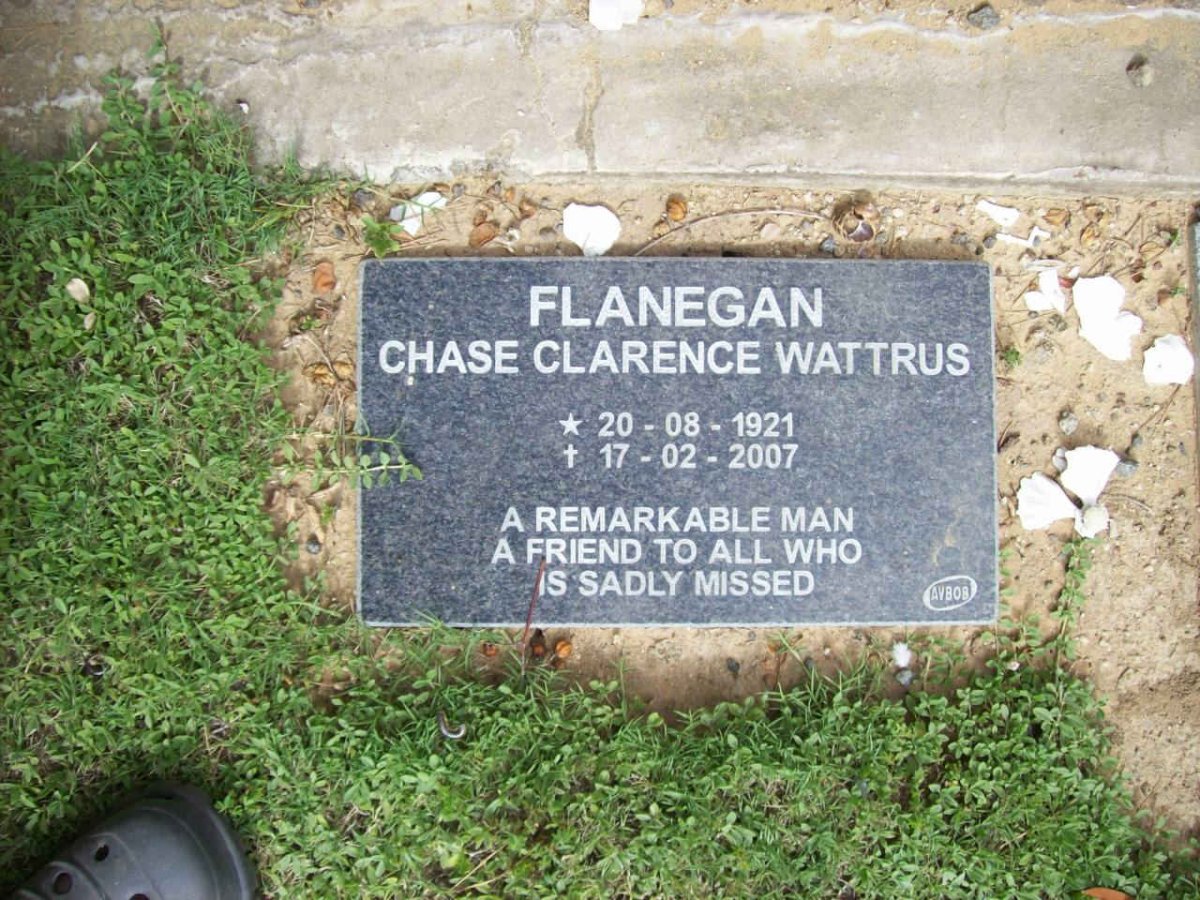 FLANEGAN
CHASE CLARENCE WATTRUS
★ 20 - 08 - 1921
✝ 17 - 02 - 2007
A REMARKABLE MAN
A FRIEND TO ALL WHO
IS SADLY MISSED
AVBOB